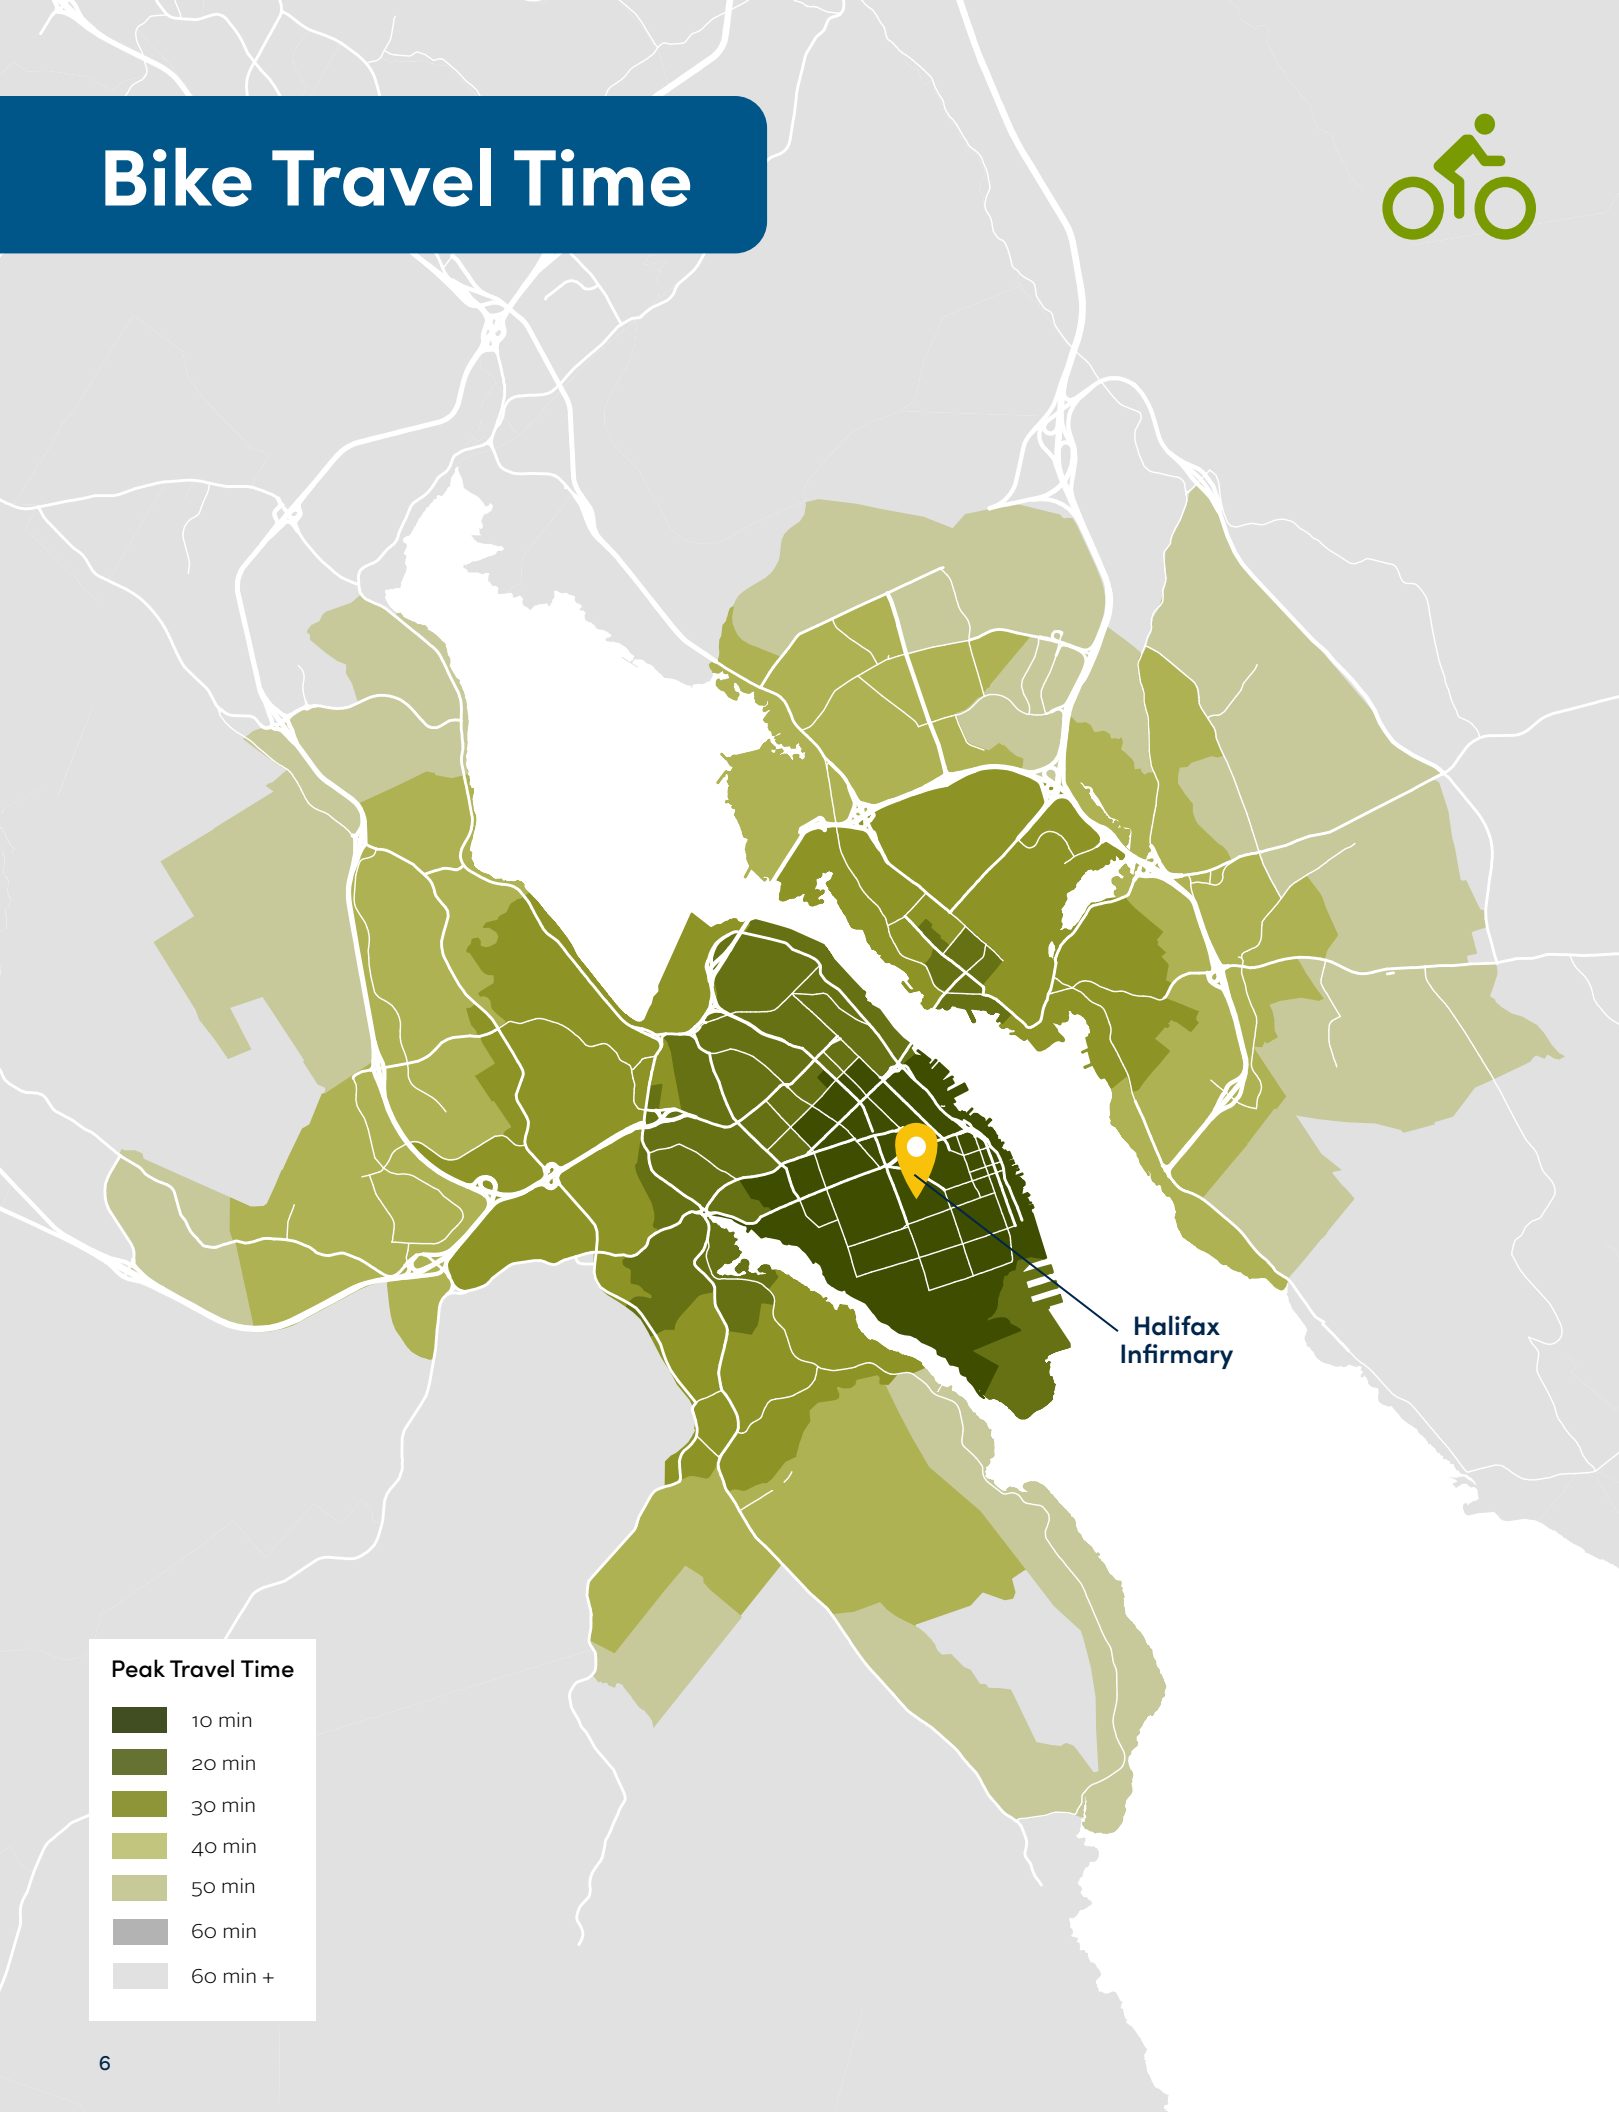 Bike Travel Time
Halifax
Infirmary
Peak Travel Time
10 min
20 min
30 min
40 min
50 min
60 min
60 min +
6